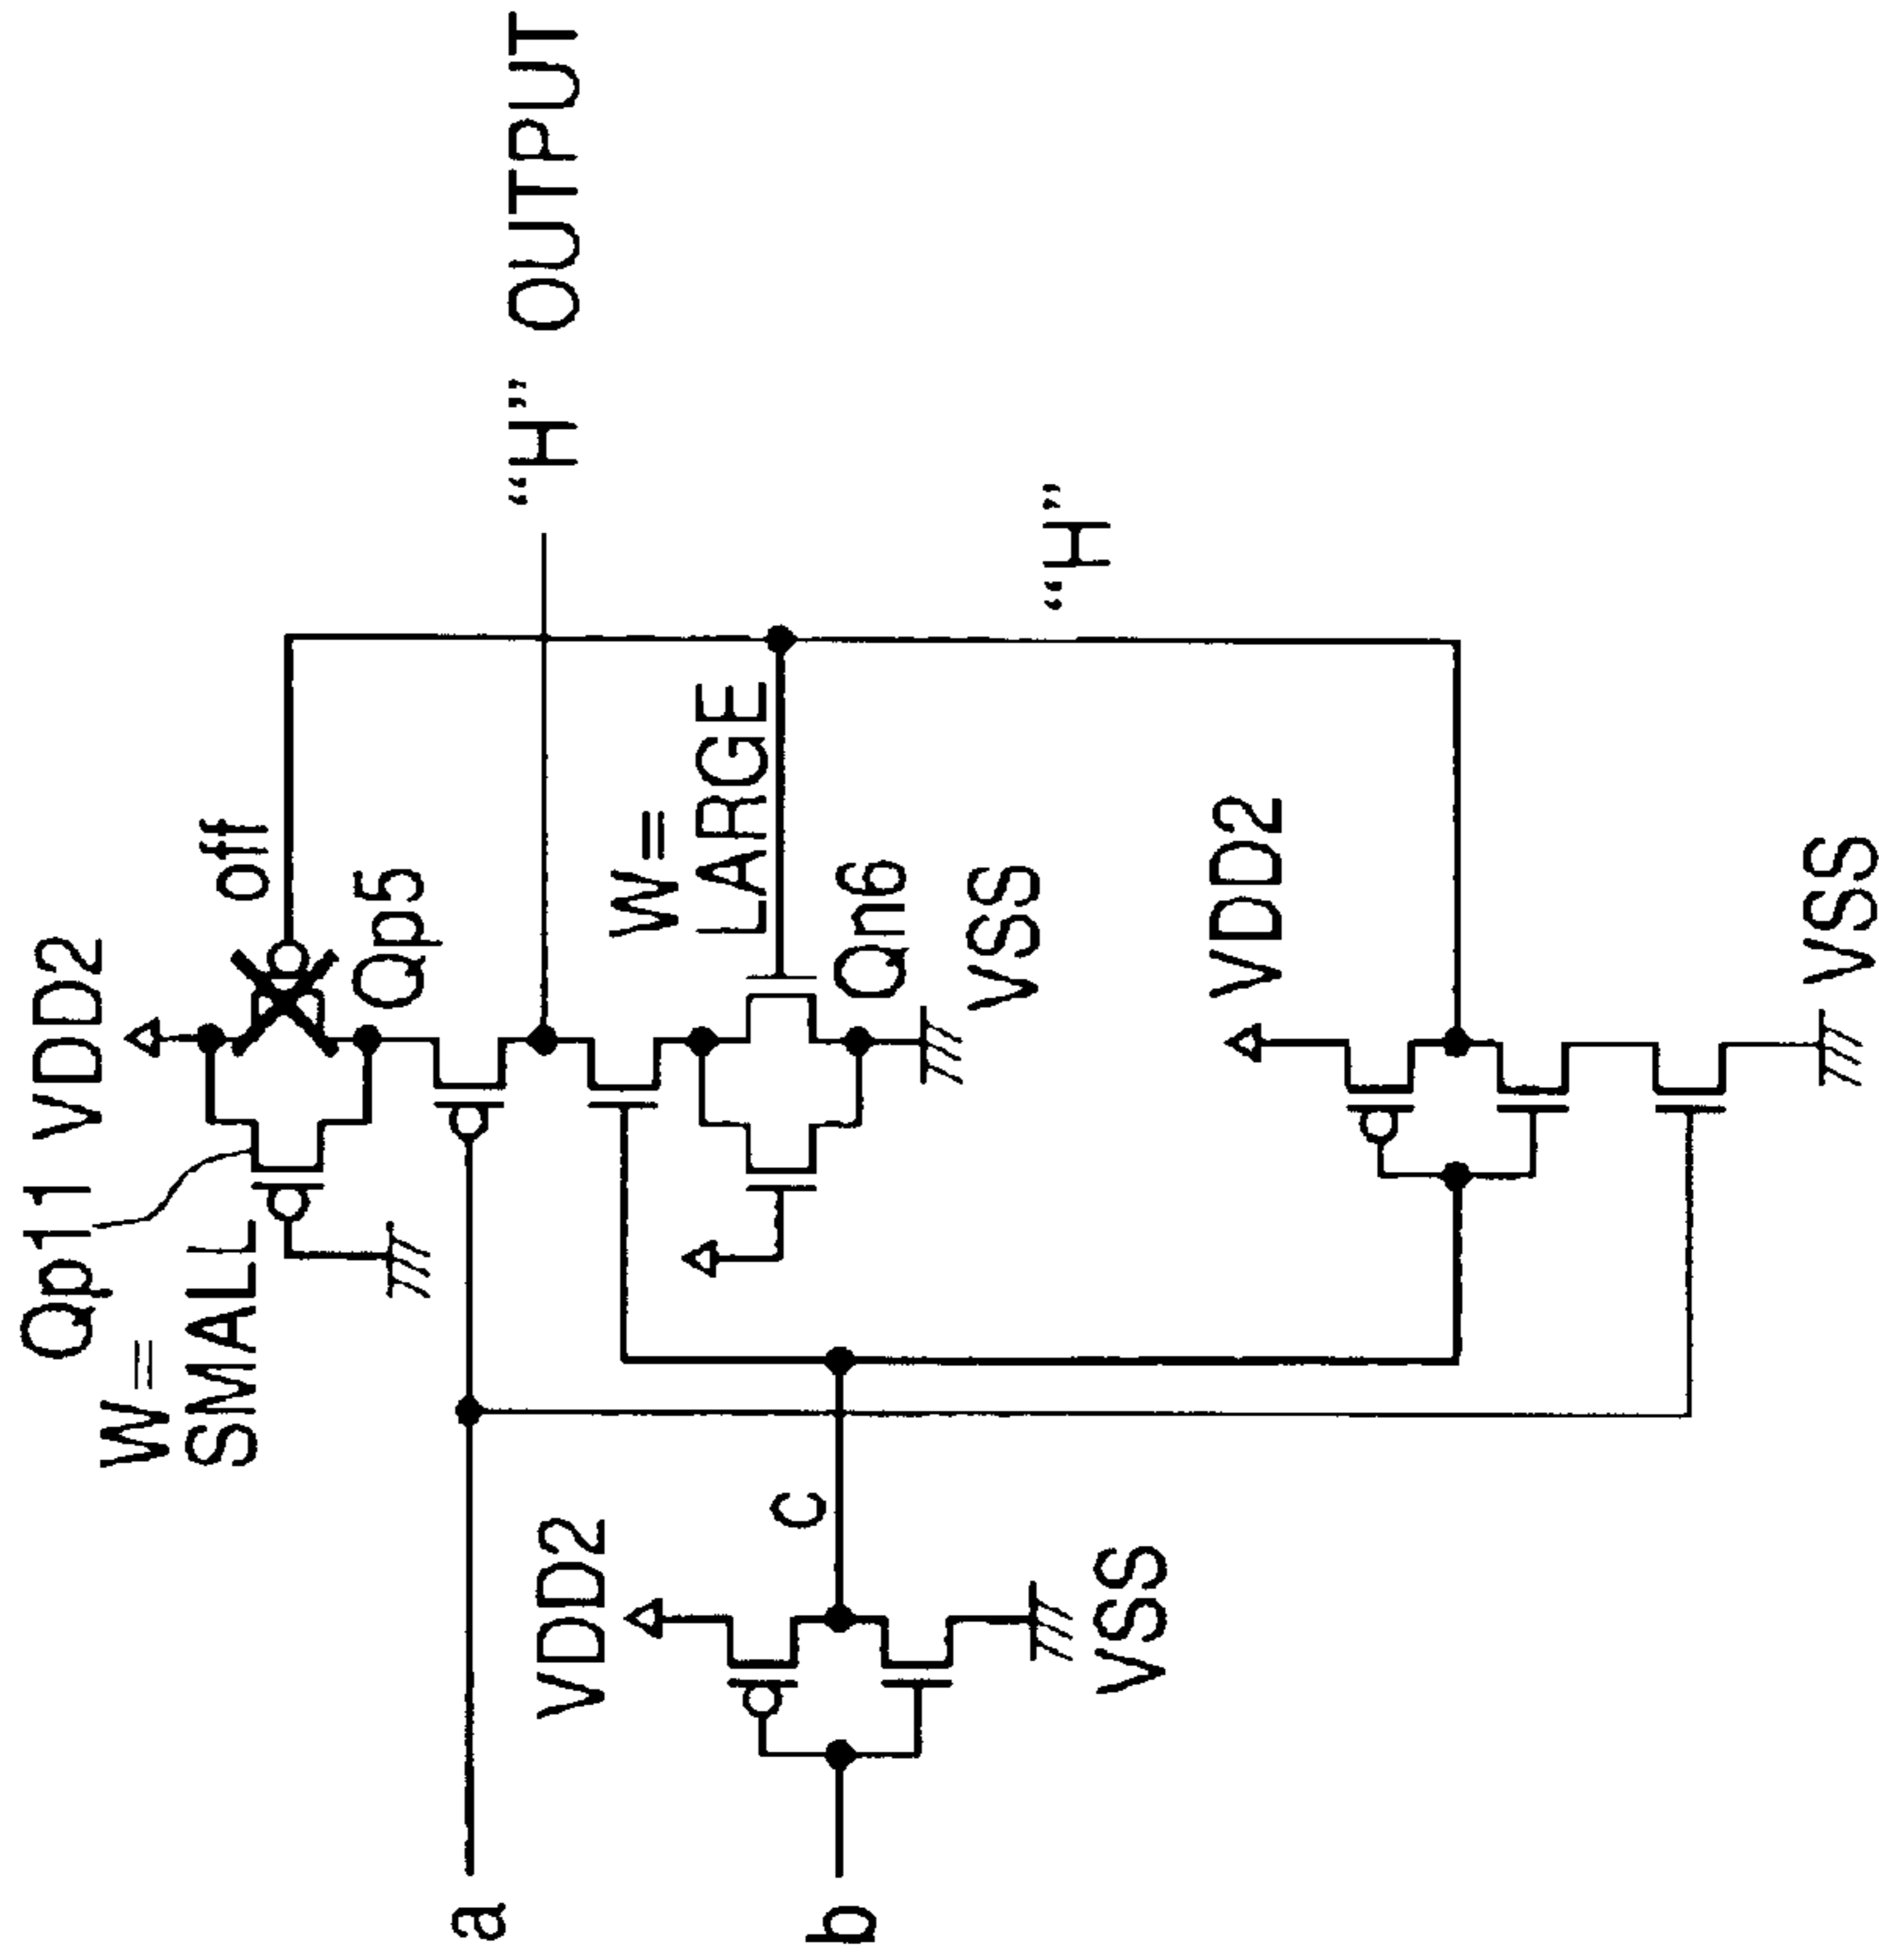 Qp11 VDD2
W=
SMALL
off
Qp5
"H" OUTPUT
a
W=
LARGE
Qn6
VSS
"H"
VDD2
c
b
VSS
VDD2
VSS